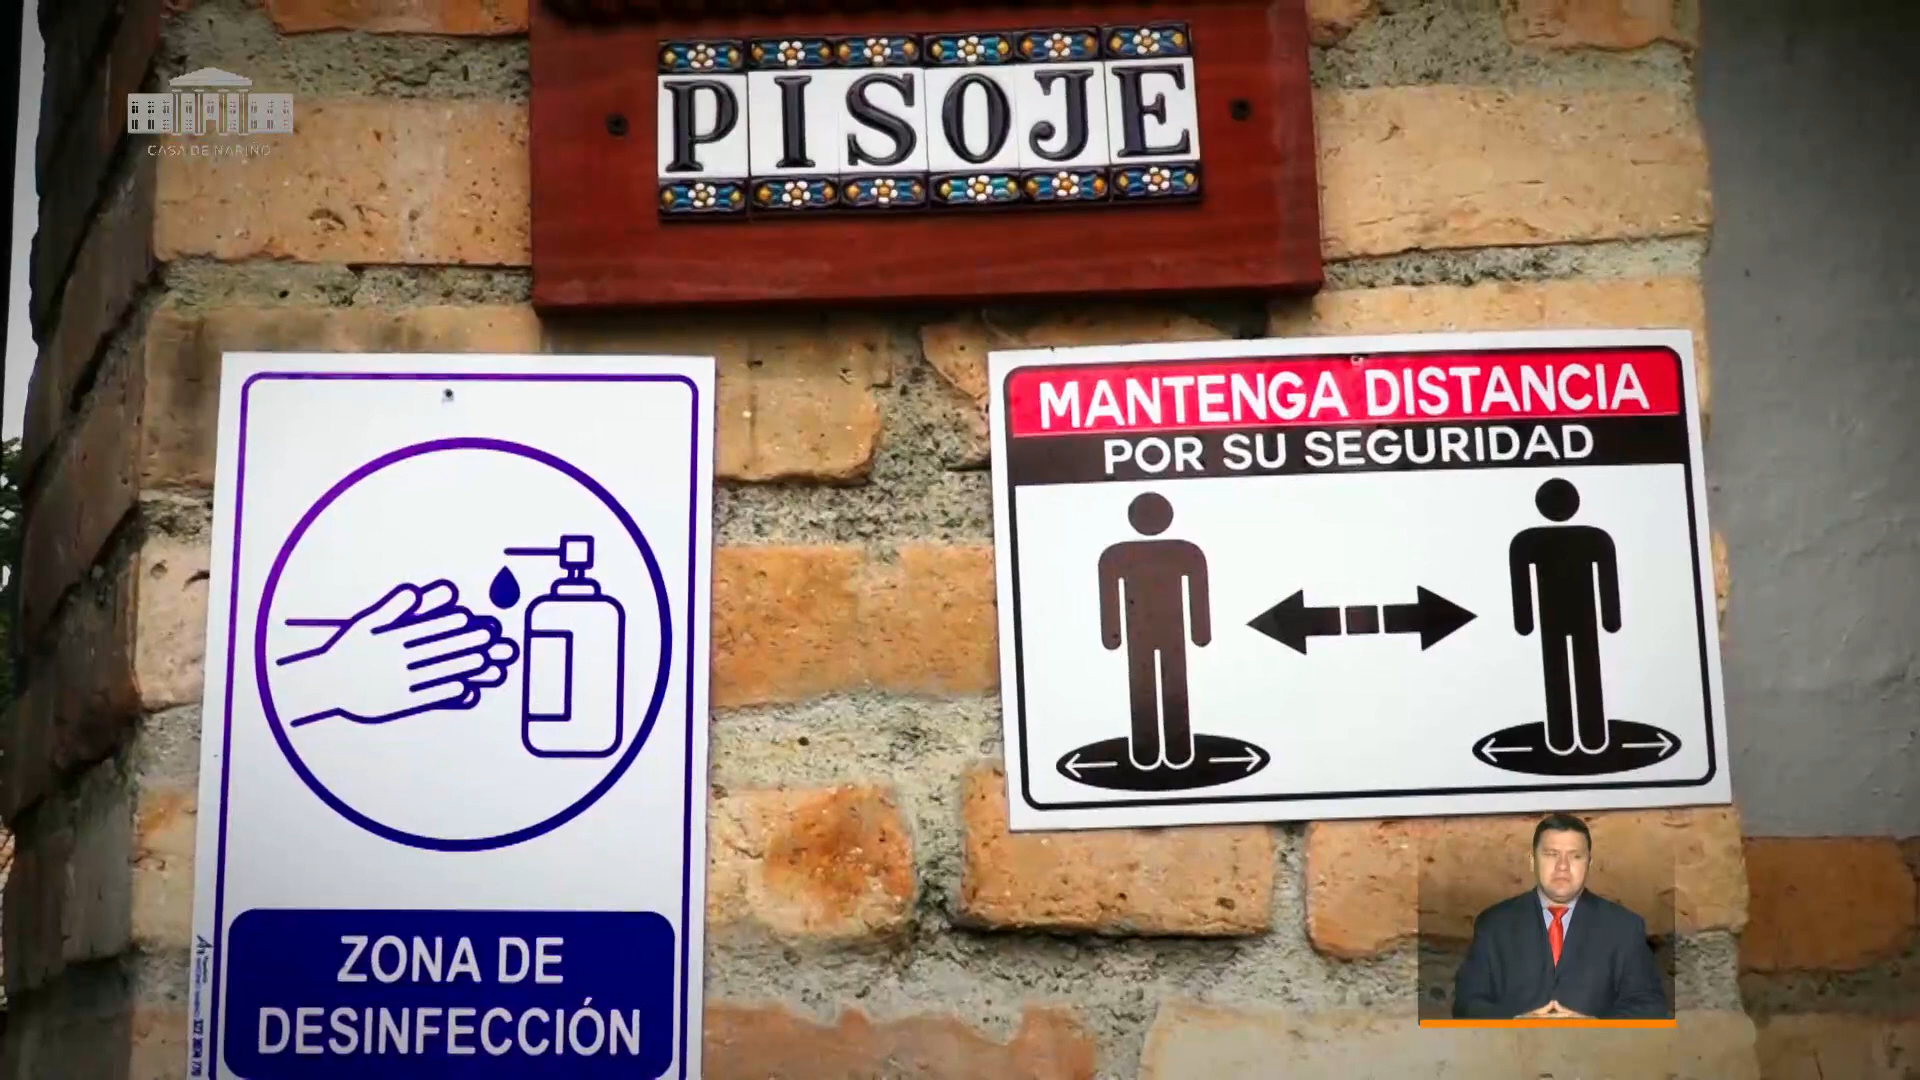 PISOJE
CASA DE NARIÑO
MANTENGA DISTANCIA
POR SU SEGURIDAD
ZONA DE
DESINFECCIÓN